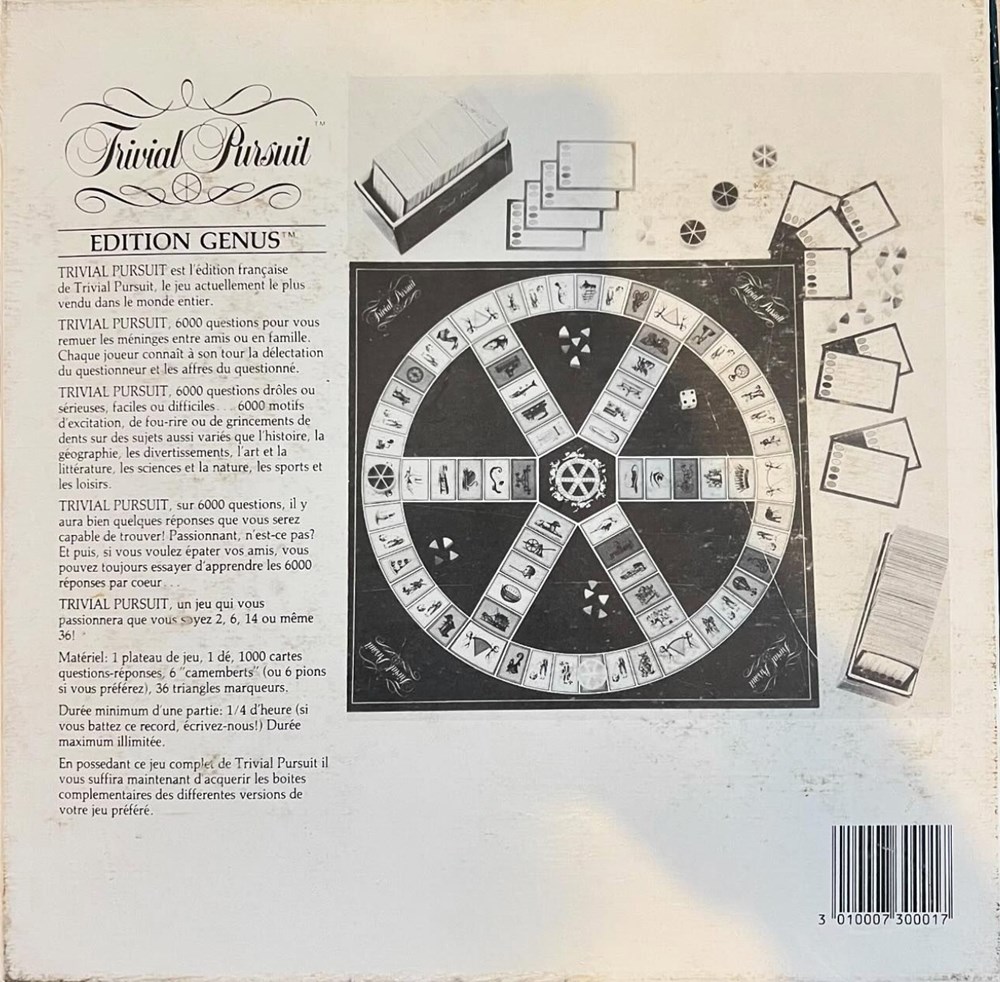 Trivial Pursuit™
EDITION GENUS™
TRIVIAL PURSUIT est l'édition française
de Trivial Pursuit, le jeu actuellement le plus
vendu dans le monde entier.
TRIVIAL PURSUIT, 6000 questions pour vous
remuer les méninges entre amis ou en famille.
Chaque joueur connaît à son tour la délectation
du questionneur et les affres du questionné.
TRIVIAL PURSUIT, 6000 questions drôles ou
sérieuses, faciles ou difficiles . . . 6000 motifs
d'excitation, de fou-rire ou de grincements de
dents sur des sujets aussi variés que l'histoire, la
géographie, les divertissements, l'art et la
littérature, les sciences et la nature, les sports et
les loisirs.
TRIVIAL PURSUIT, sur 6000 questions, il y
aura bien quelques réponses que vous serez
capable de trouver! Passionnant, n'est-ce pas?
Et puis, si vous voulez épater vos amis, vous
pouvez toujours essayer d'apprendre les 6000
réponses par coeur . . .
TRIVIAL PURSUIT, un jeu qui vous
passionnera que vous soyez 2, 6, 14 ou même
36!
Matériel: 1 plateau de jeu, 1 dé, 1000 cartes
questions-réponses, 6 "camemberts" (ou 6 pions
si vous préférez), 36 triangles marqueurs.
Durée minimum d'une partie: 1/4 d'heure (si
vous battez ce record, écrivez-nous!) Durée
maximum illimitée.
En possedant ce jeu complet de Trivial Pursuit il
vous suffira maintenant d'acquerir les boites
complementaires des différentes versions de
votre jeu préféré.
Trivial Pursuit
Trivial Pursuit
Trivial Pursuit
Trivial Pursuit
Trivial Pursuit
3 010007 300017